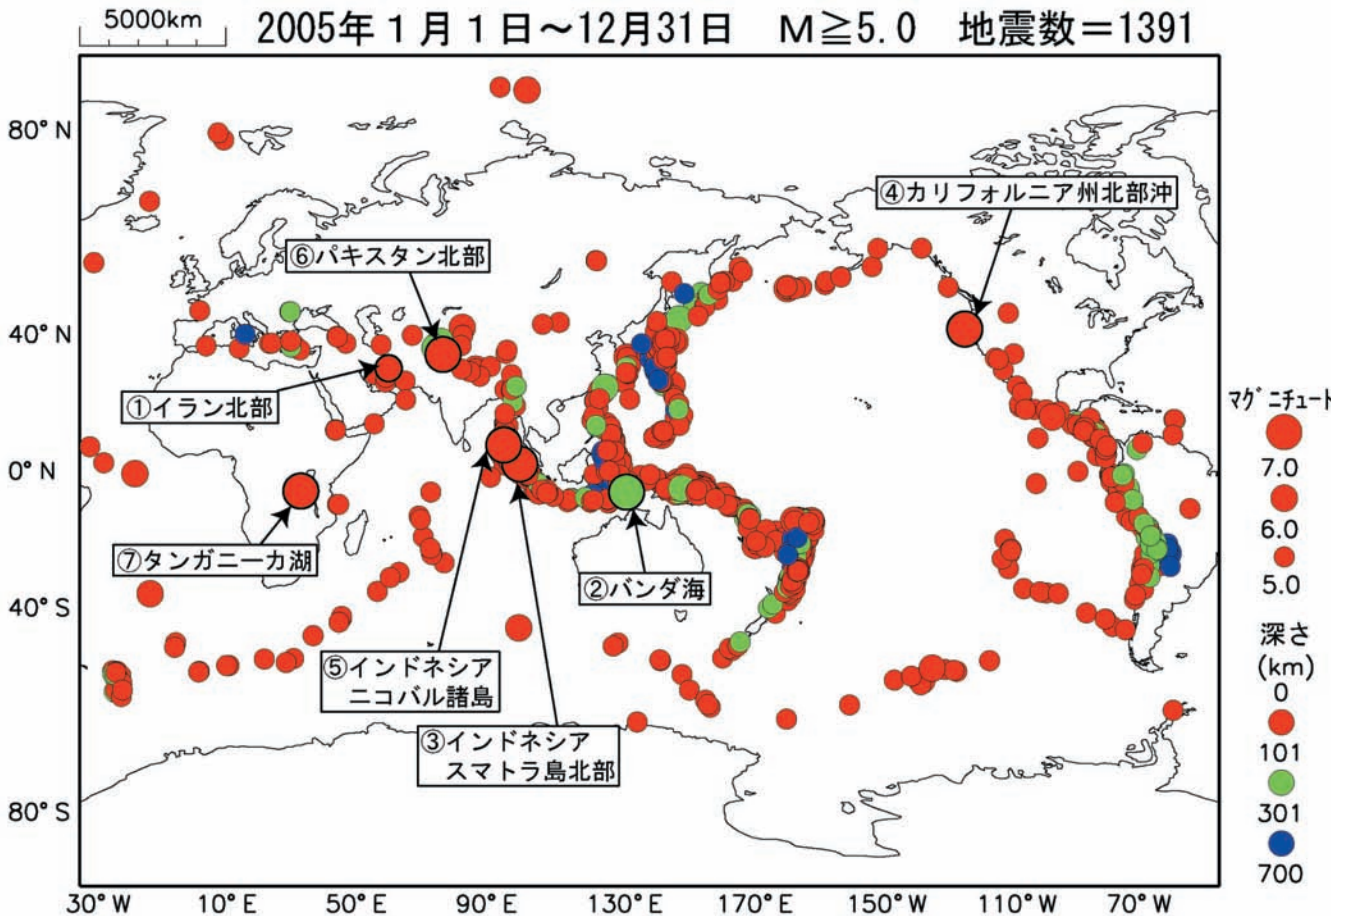 5000km
2005年1月1日～12月31日　M≧5.0　地震数＝1391
80°N
40°N
0°N
40°S
80°S
④カリフォルニア州北部沖
⑥パキスタン北部
①イラン北部
⑦タンガニーカ湖
②バンダ海
⑤インドネシア
ニコバル諸島
③インドネシア
スマトラ島北部
30°W 10°E 50°E 90°E 130°E 170°E 150°W 110°W 70°W
マグニチュート
7.0
6.0
5.0
深さ
(km)
0
101
301
700